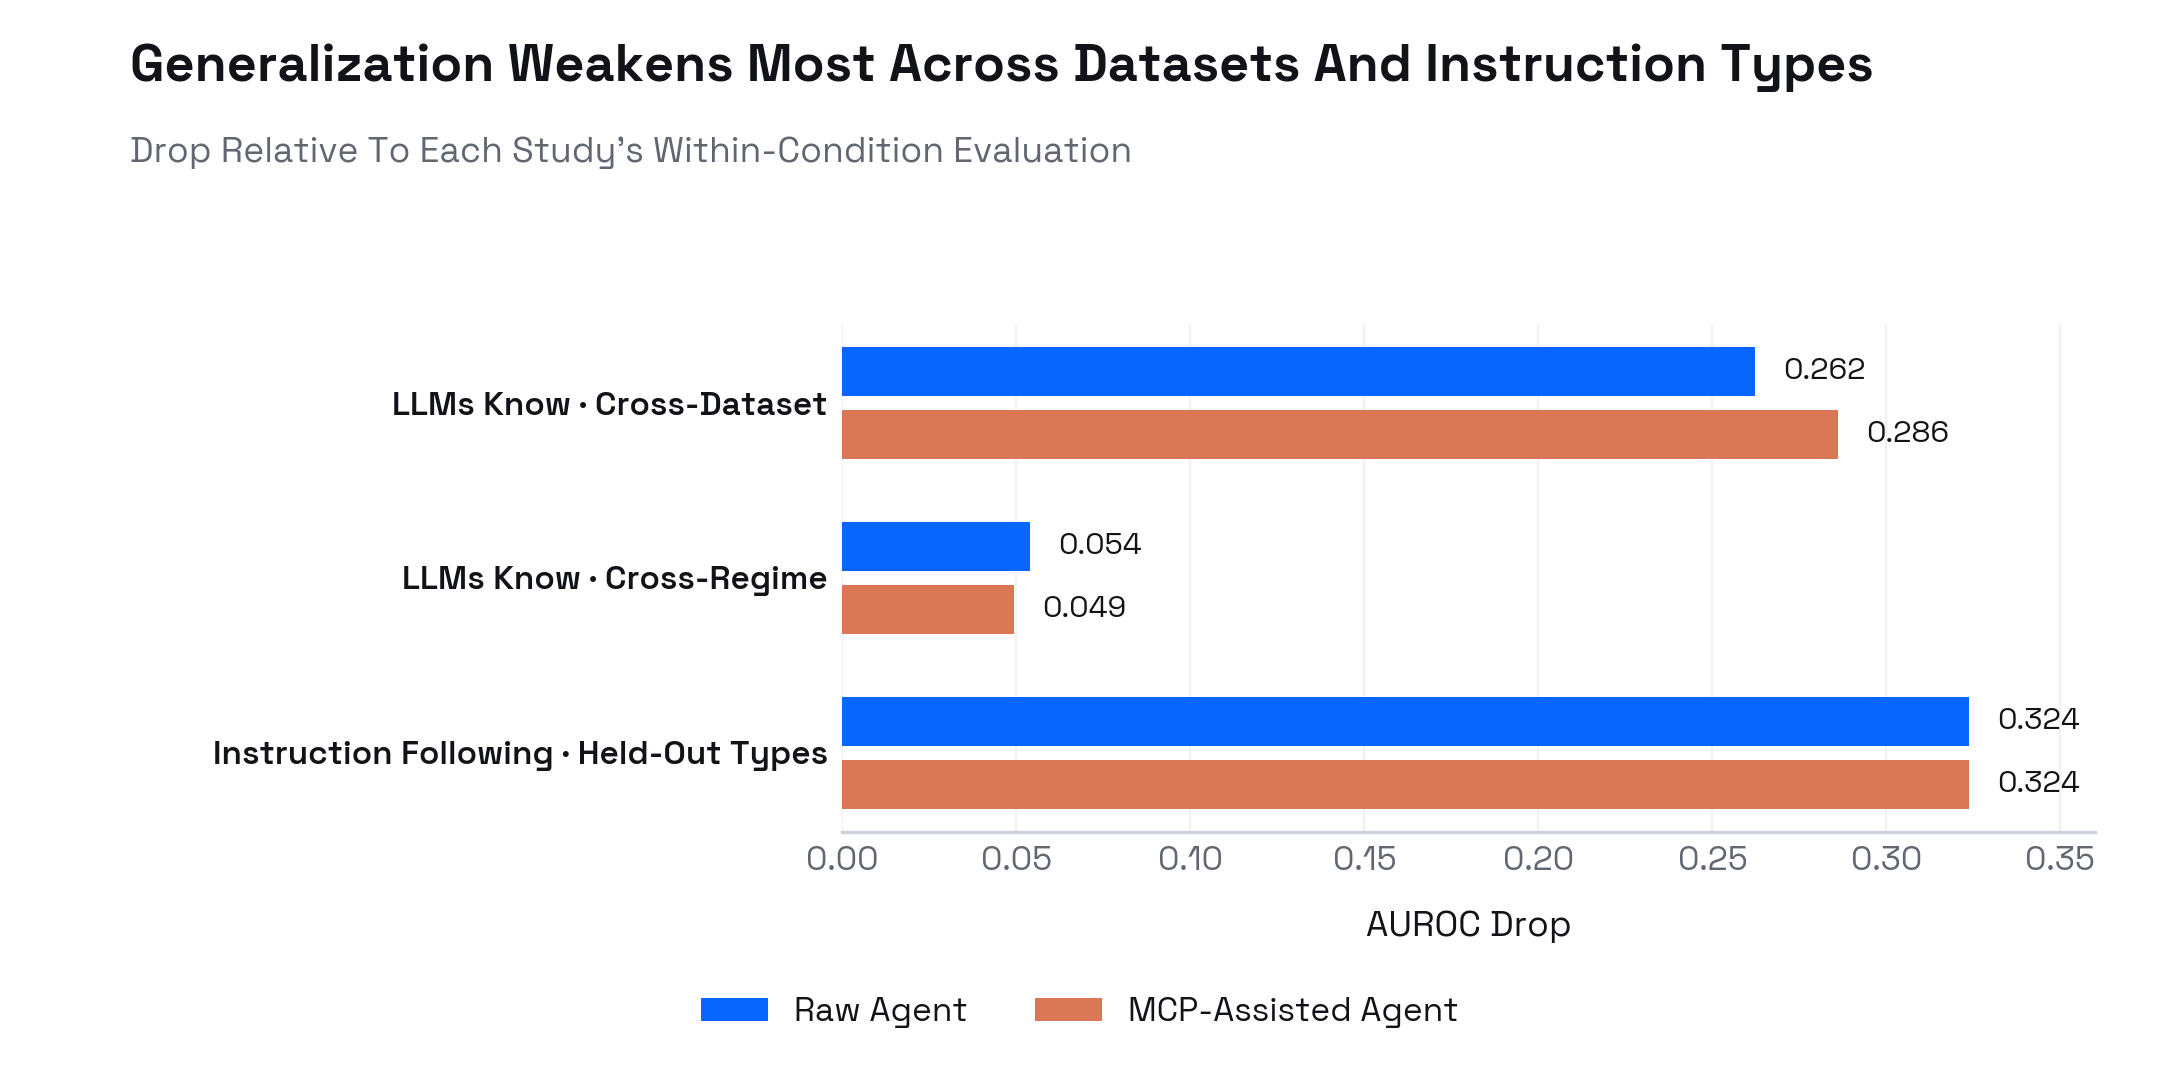 Generalization Weakens Most Across Datasets And Instruction Types
Drop Relative To Each Study’s Within-Condition Evaluation
LLMs Know · Cross-Dataset
0.262
0.286
LLMs Know · Cross-Regime
0.054
0.049
Instruction Following · Held-Out Types
0.324
0.324
0.00 0.05 0.10 0.15 0.20 0.25 0.30 0.35
AUROC Drop
Raw Agent MCP-Assisted Agent